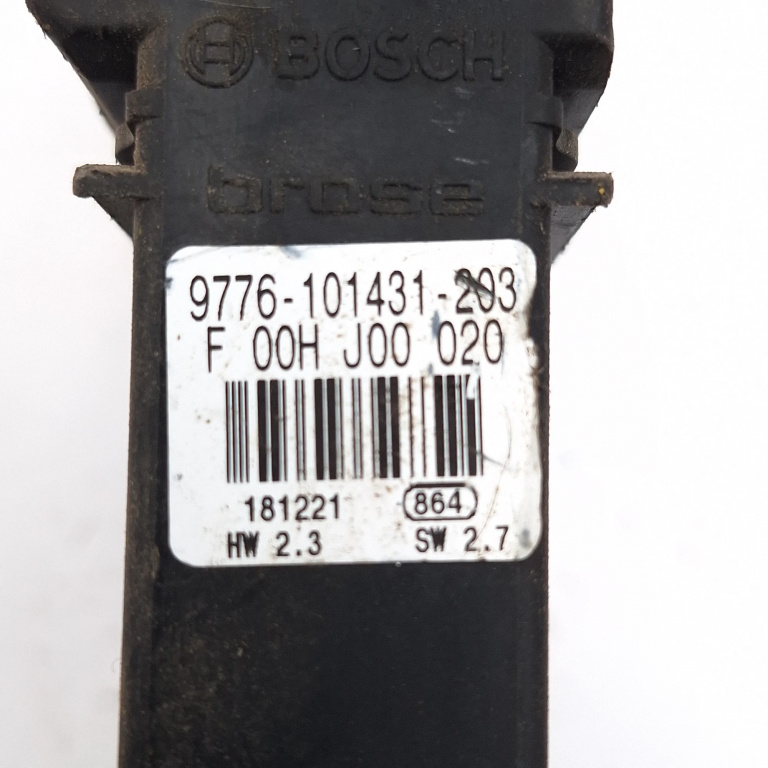 BOSCH
brose
9776-101431-203
F 00H J00 020
181221 864
HW 2.3 SW 2.7